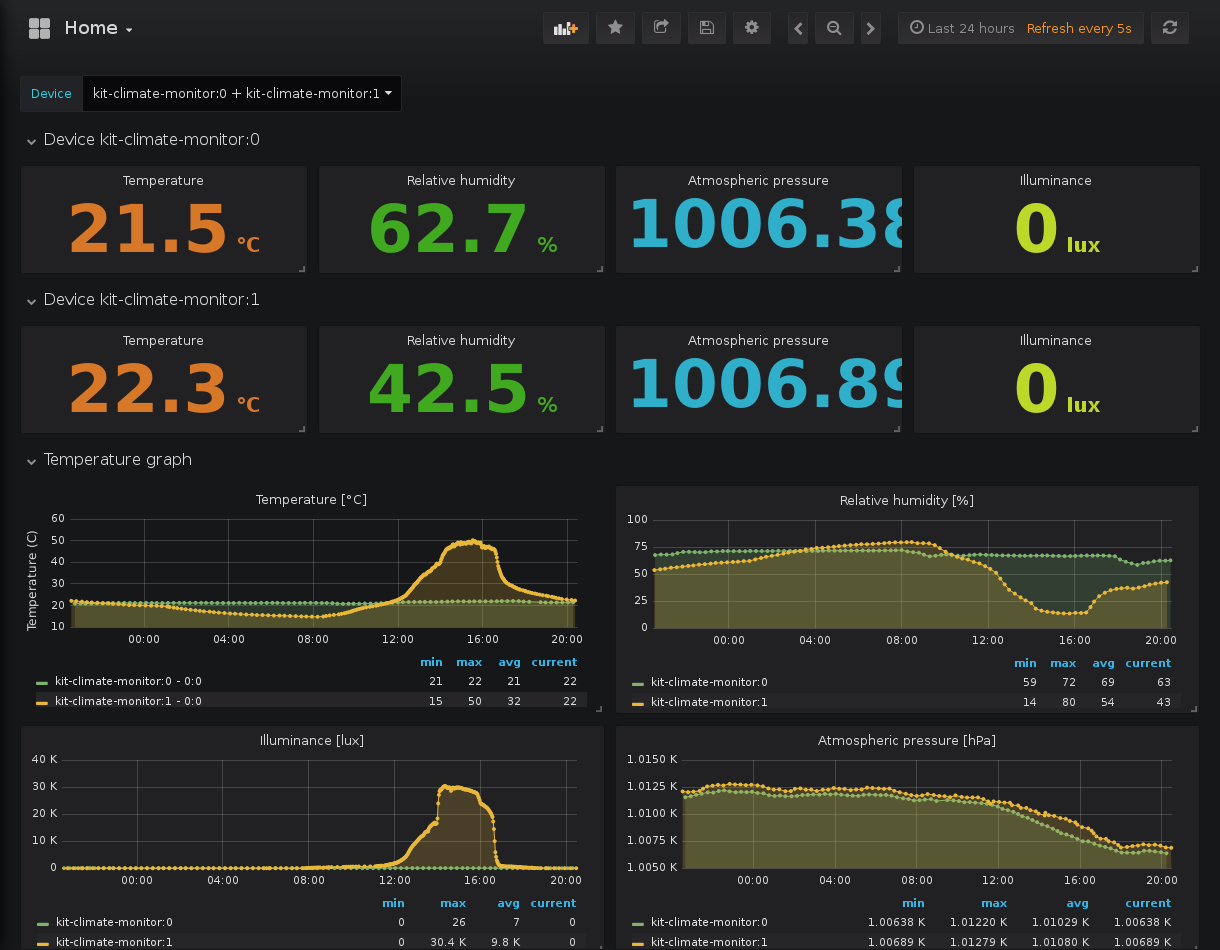 Home
Last 24 hours Refresh every 5s
Device kit-climate-monitor:0 + kit-climate-monitor:1
Device kit-climate-monitor:0
Temperature Relative humidity Atmospheric pressure Illuminance
21.5 °C 62.7 % 1006.38 0 lux
Device kit-climate-monitor:1
Temperature Relative humidity Atmospheric pressure Illuminance
22.3 °C 42.5 % 1006.89 0 lux
Temperature graph
Temperature [°C]
Temperature (C)
60
50
40
30
20
10
00:00 04:00 08:00 12:00 16:00 20:00
min max avg current
kit-climate-monitor:0 - 0:0 21 22 21 22
kit-climate-monitor:1 - 0:0 15 50 32 22
Relative humidity [%]
100
75
50
25
0
00:00 04:00 08:00 12:00 16:00 20:00
min max avg current
kit-climate-monitor:0 59 72 69 63
kit-climate-monitor:1 14 80 54 43
Illuminance [lux]
40 K
30 K
20 K
10 K
0
00:00 04:00 08:00 12:00 16:00 20:00
min max avg current
kit-climate-monitor:0 0 26 7 0
kit-climate-monitor:1 0 30.4 K 9.8 K 0
Atmospheric pressure [hPa]
1.0150 K
1.0125 K
1.0100 K
1.0075 K
1.0050 K
00:00 04:00 08:00 12:00 16:00 20:00
min max avg current
kit-climate-monitor:0 1.00638 K 1.01220 K 1.01029 K 1.00638 K
kit-climate-monitor:1 1.00689 K 1.01279 K 1.01080 K 1.00689 K